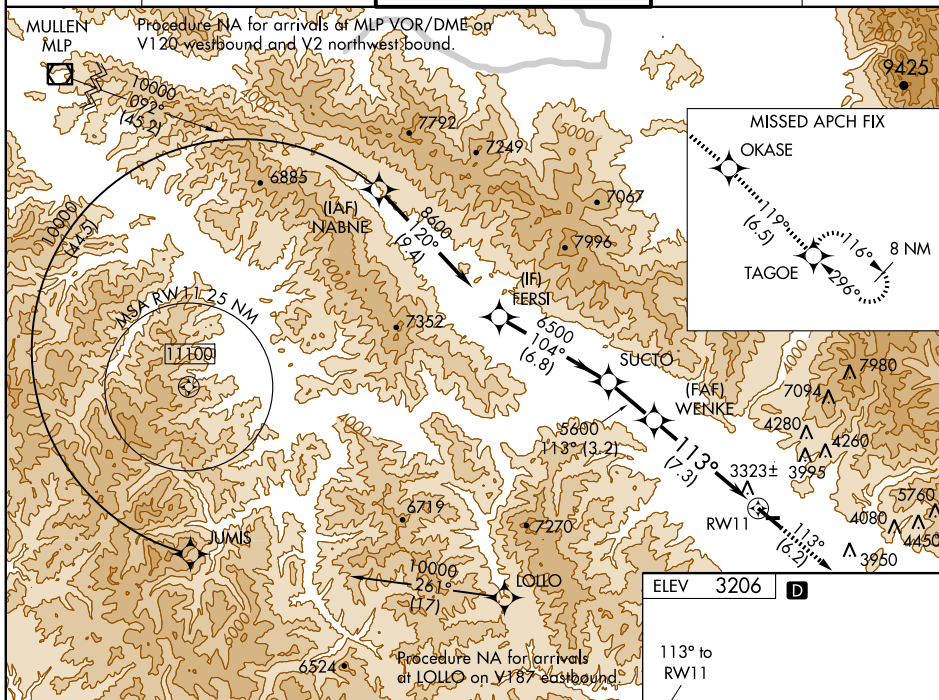 MULLEN
MLP
Procedure NA for arrivals at MLP VOR/DME on
V120 westbound and V2 northwest bound.
10000
093°
(45.2)
9425
7792
7249
5000
6885
7067
7996
(IAF)
NABNE
8600
120°
(9.4)
10000
(44.5)
MISSED APCH FIX
OKASE
119°
(6.5)
TAGOE
116°
296°
8 NM
(IF)
FERSI
MSA RW11 25 NM
11100
7352
6500
104°
(6.8)
SUCTO
(FAF)
WENKE
5600
113° (3.2)
113°
(7.3)
7980
7094
4280
4260
3995
3323±
RW11
113°
(6.2)
5760
4080
4450
3950
4000
6719
7270
JUMIS
10000
261°
(17)
LOLLO
6524
Procedure NA for arrivals
at LOLLO on V187 eastbound.
ELEV 3206
D
113° to
RW11